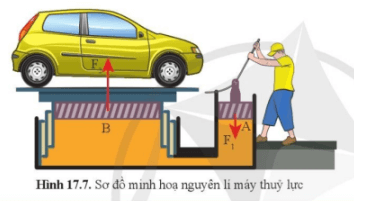 F
B
A
F₁
Hình 17.7. Sơ đồ minh hoạ nguyên lí máy thuỷ lực